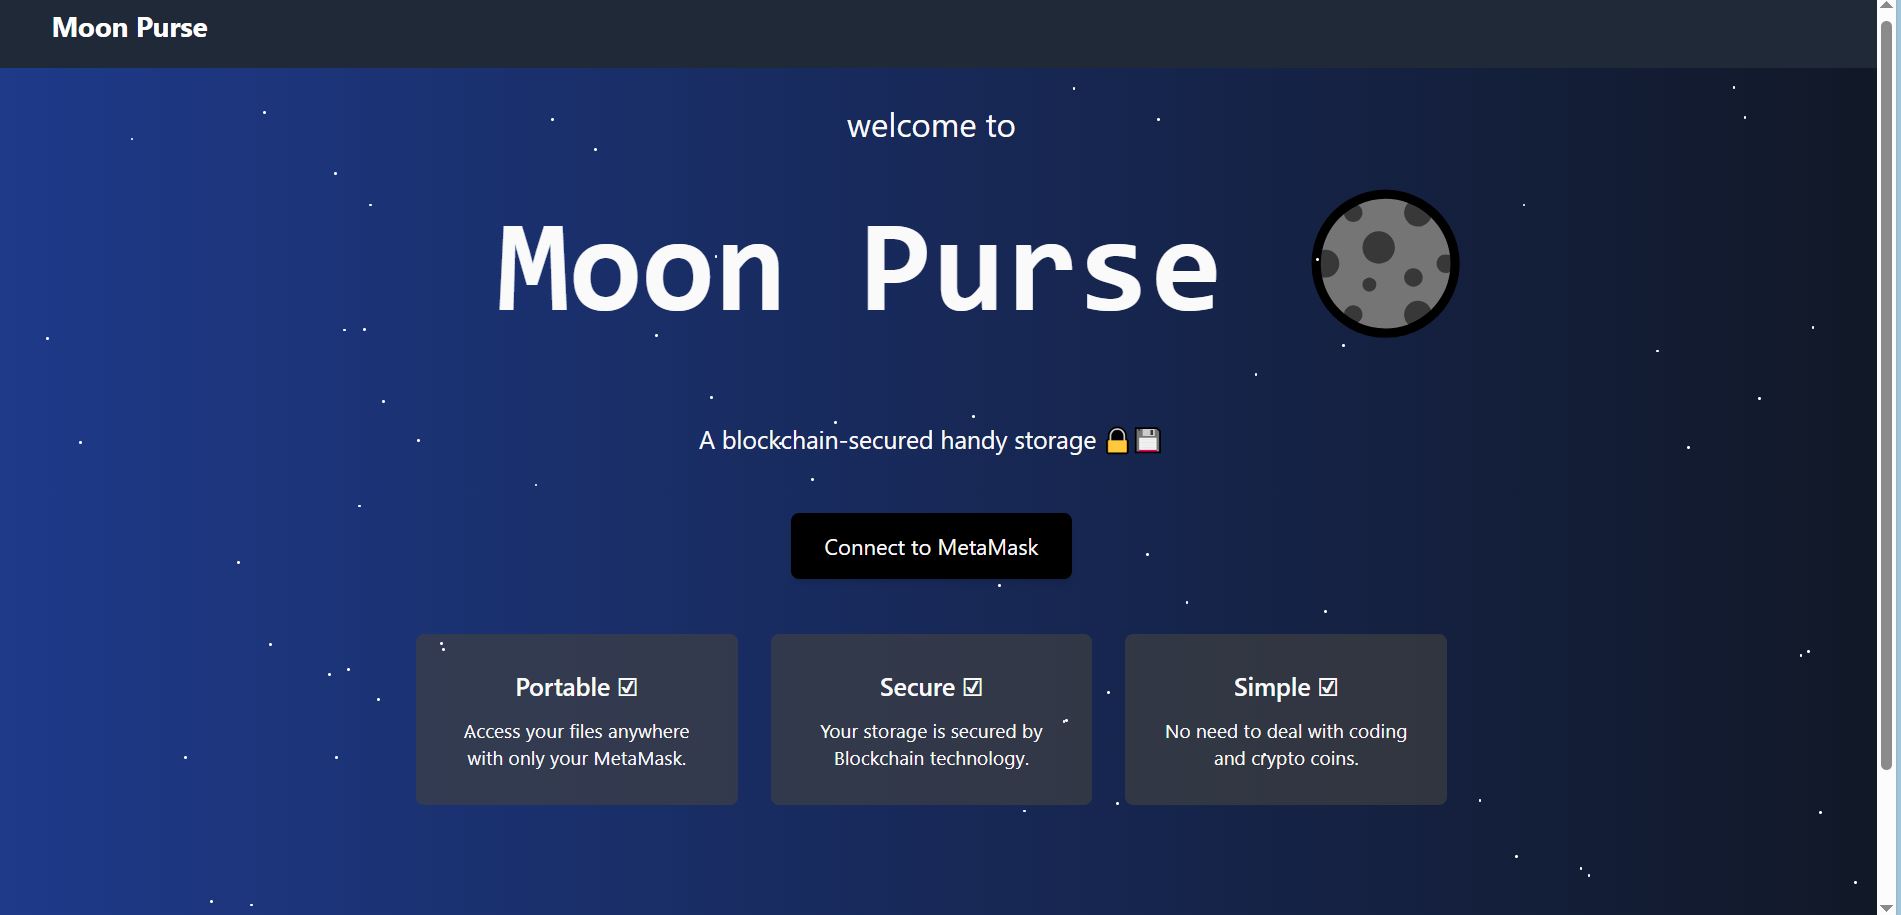 Moon Purse
welcome to
Moon Purse
A blockchain-secured handy storage 🔒💾
Connect to MetaMask
Portable ☑
Access your files anywhere
with only your MetaMask.
Secure ☑
Your storage is secured by
Blockchain technology.
Simple ☑
No need to deal with coding
and crypto coins.